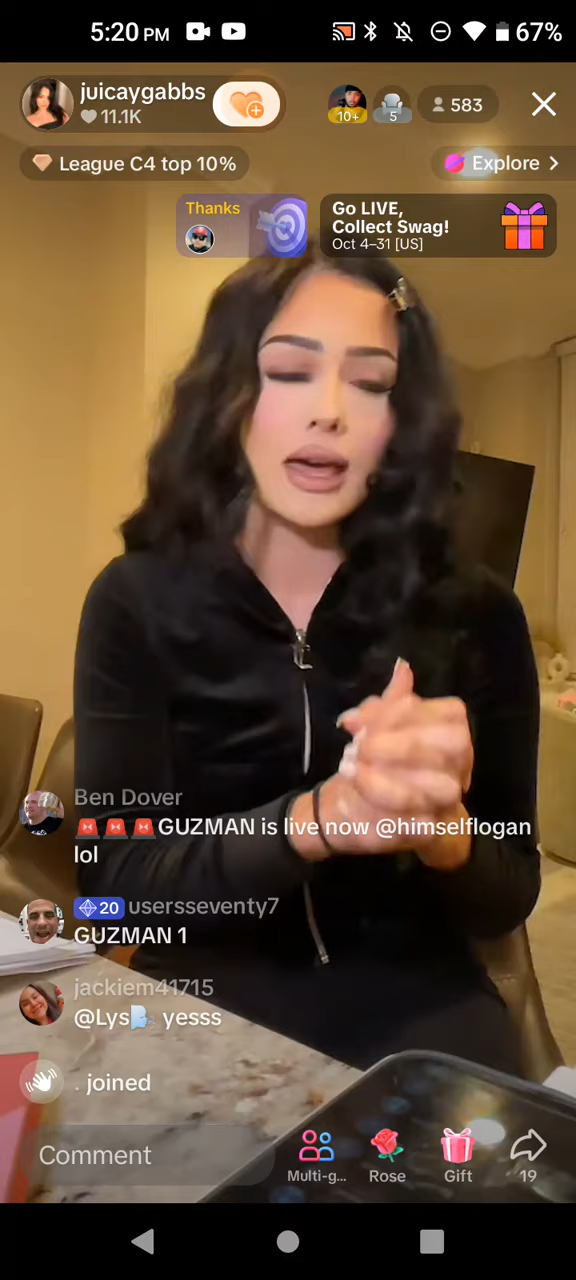 5:20 PM
67%
juicaygabbs
11.1K
10+
5
583
League C4 top 10%
Explore >
Thanks
Go LIVE,
Collect Swag!
Oct 4–31 [US]
Ben Dover
🚨🚨🚨GUZMAN is live now @himselflogan
lol
20 usersseventy7
GUZMAN 1
jackiem41715
@Lys🌬️ yesss
. joined
Comment
Multi-g...
Rose
Gift
19